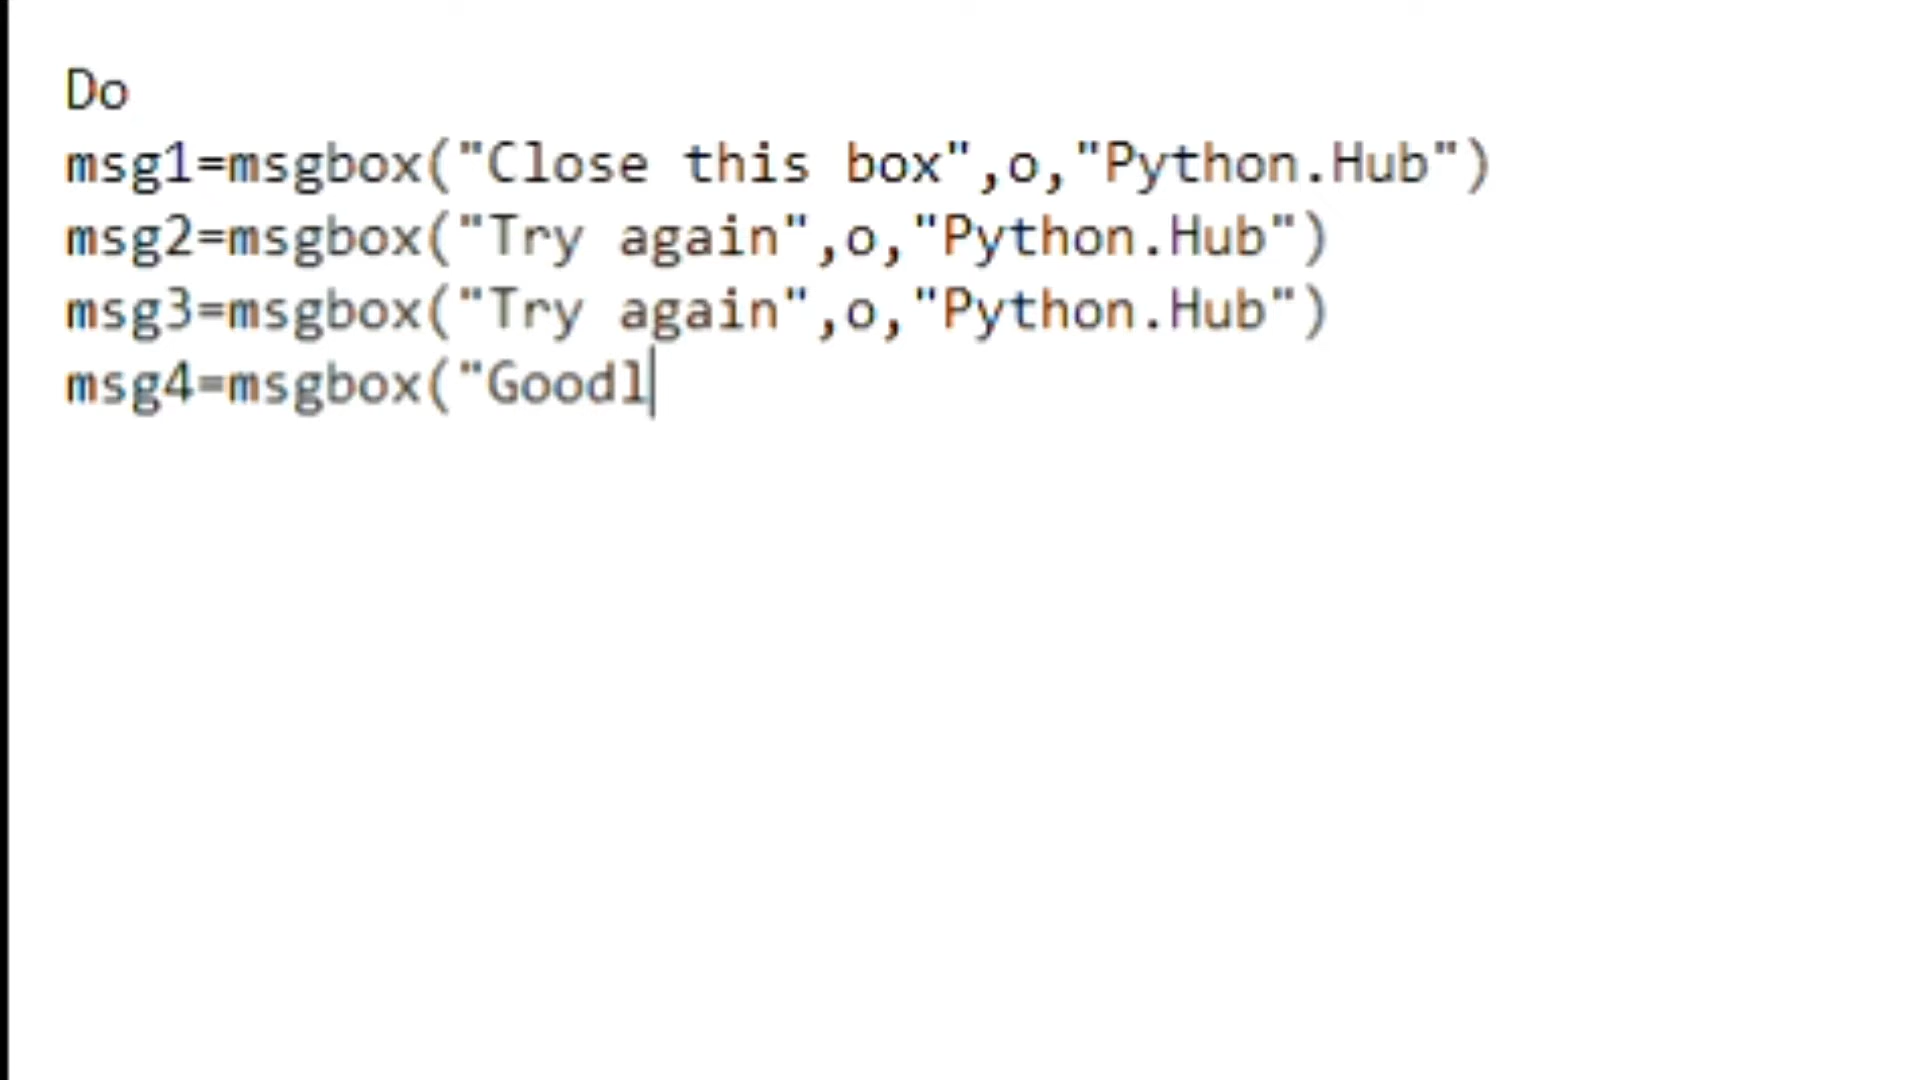 Do
msg1=msgbox("Close this box",o,"Python.Hub")
msg2=msgbox("Try again",o,"Python.Hub")
msg3=msgbox("Try again",o,"Python.Hub")
msg4=msgbox("Goodl